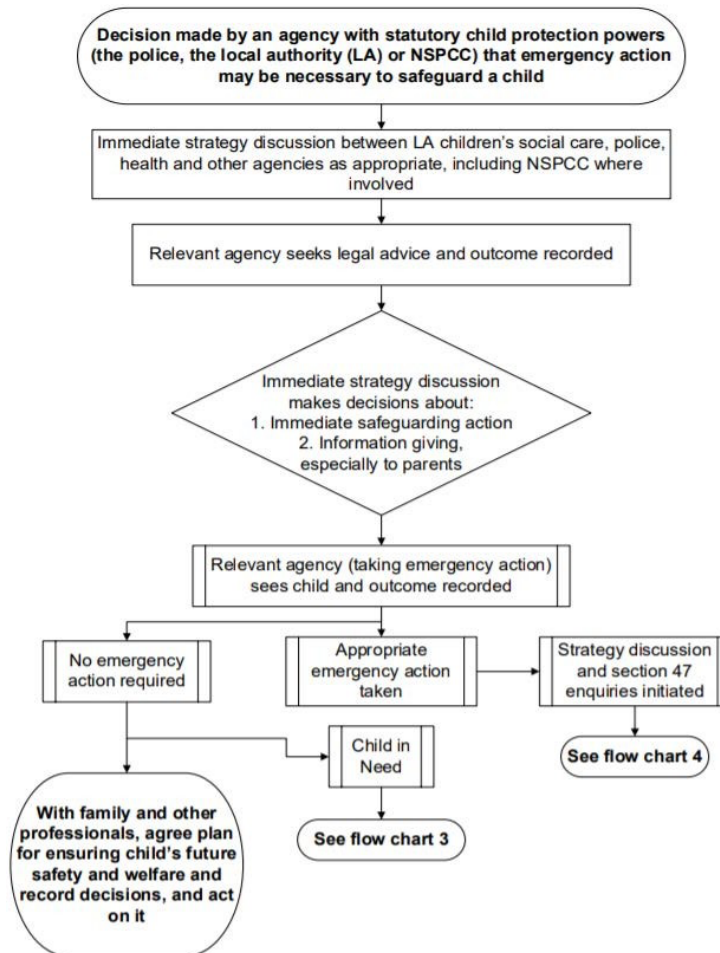 Decision made by an agency with statutory child protection powers
(the police, the local authority (LA) or NSPCC) that emergency action
may be necessary to safeguard a child
Immediate strategy discussion between LA children's social care, police,
health and other agencies as appropriate, including NSPCC where
involved
Relevant agency seeks legal advice and outcome recorded
Immediate strategy discussion
makes decisions about:
1. Immediate safeguarding action
2. Information giving,
especially to parents
Relevant agency (taking emergency action)
sees child and outcome recorded
No emergency
action required
Appropriate
emergency action
taken
Strategy discussion
and section 47
enquiries initiated
Child in
Need
See flow chart 4
With family and other
professionals, agree plan
for ensuring child's future
safety and welfare and
record decisions, and act
on it
See flow chart 3